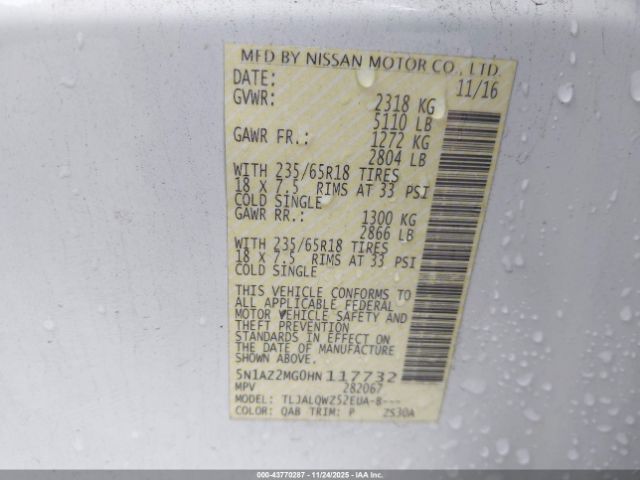 MFD BY NISSAN MOTOR CO., LTD.
DATE: 11/16
GVWR: 2318 KG
5110 LB
GAWR FR.: 1272 KG
2804 LB
WITH 235/65R18 TIRES
18 X 7.5 RIMS AT 33 PSI
COLD SINGLE
GAWR RR.: 1300 KG
2866 LB
WITH 235/65R18 TIRES
18 X 7.5 RIMS AT 33 PSI
COLD SINGLE
THIS VEHICLE CONFORMS TO
ALL APPLICABLE FEDERAL
MOTOR VEHICLE SAFETY AND
THEFT PREVENTION
STANDARDS IN EFFECT ON
THE DATE OF MANUFACTURE
SHOWN ABOVE.
5N1AZ2MG0HN117732
MPV 282067
MODEL: TLJALQWZ52EUA-8---
COLOR: QAB TRIM: P ZS30A
000-43770287 - 11/24/2025 - IAAI.COM